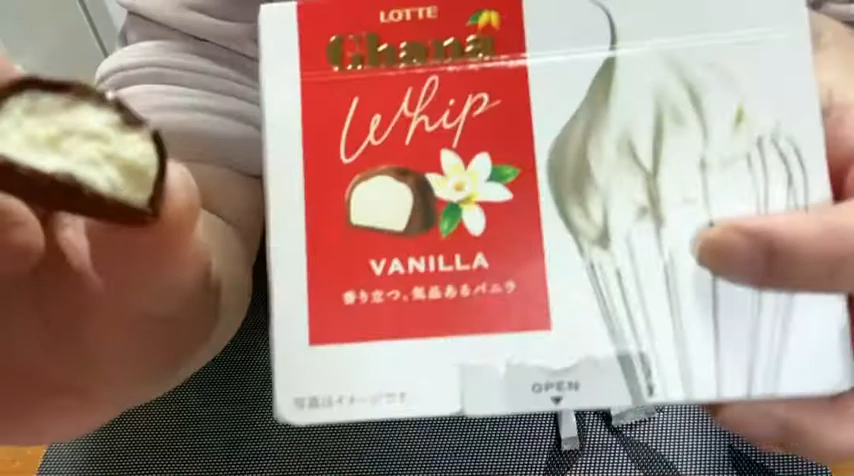 LOTTE
Ghana
Whip
VANILLA
香り立つ、気品あるバニラ
写真はイメージです
OPEN